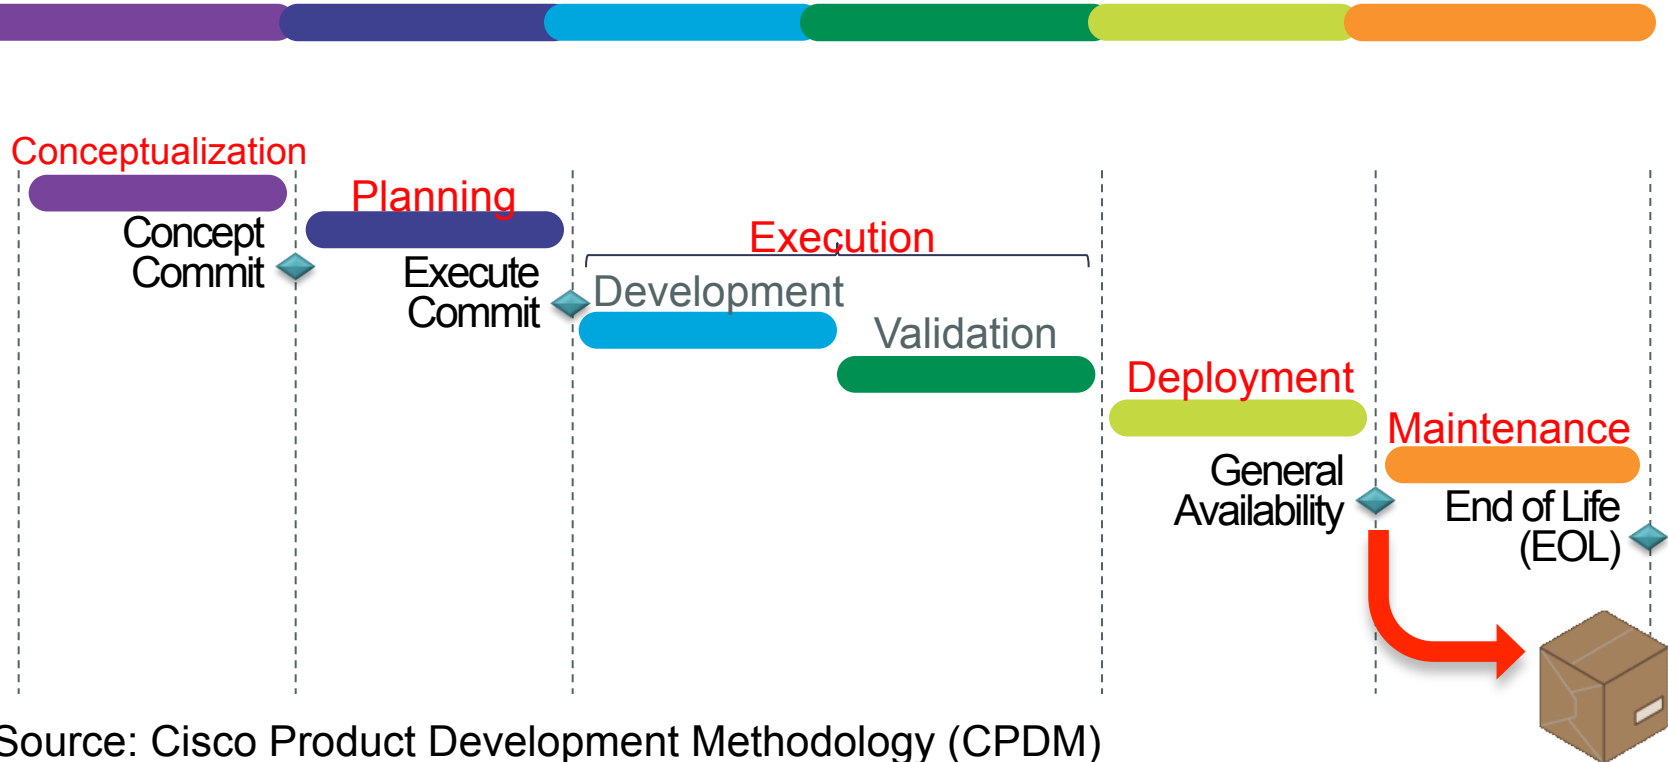 Conceptualization
Concept
Commit
Planning
Execute
Commit
Execution
Development
Validation
Deployment
General
Availability
Maintenance
End of Life
(EOL)
Source: Cisco Product Development Methodology (CPDM)